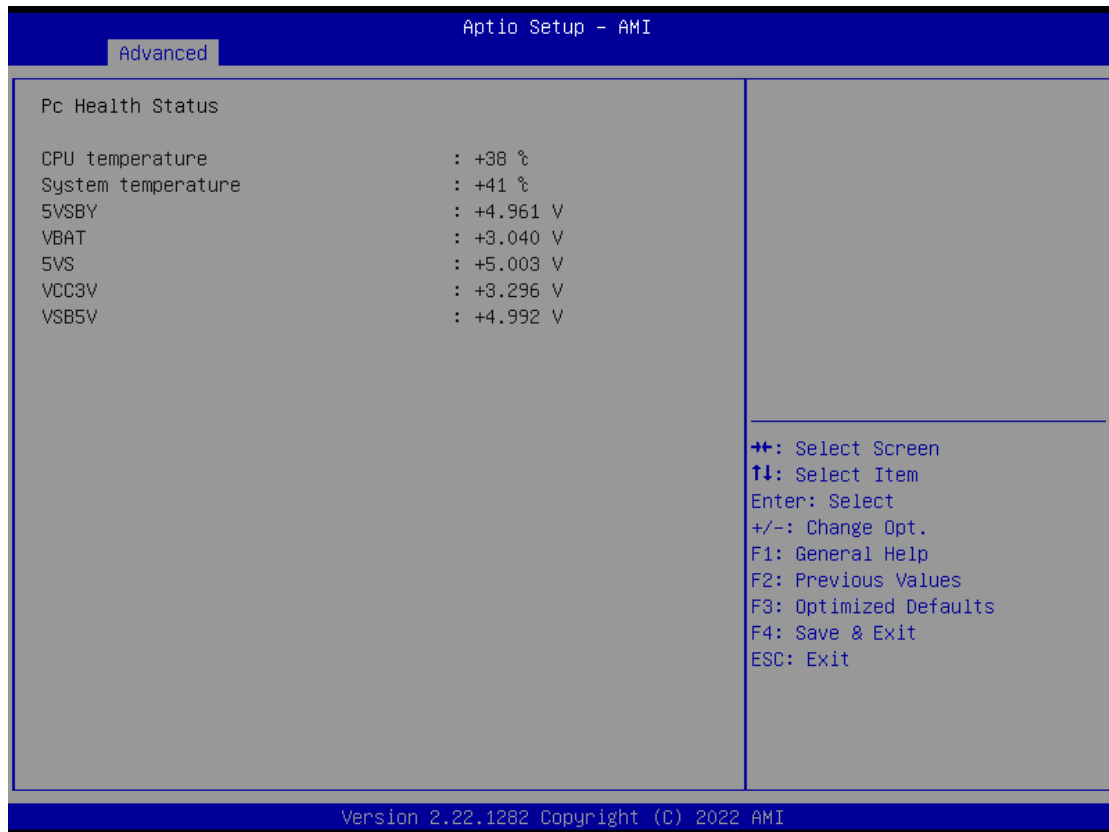 Aptio Setup – AMI
Advanced
Pc Health Status
CPU temperature : +38 ℃
System temperature : +41 ℃
5VSBY : +4.961 V
VBAT : +3.040 V
5VS : +5.003 V
VCC3V : +3.296 V
VSB5V : +4.992 V
→←: Select Screen
↑↓: Select Item
Enter: Select
+/-: Change Opt.
F1: General Help
F2: Previous Values
F3: Optimized Defaults
F4: Save & Exit
ESC: Exit
Version 2.22.1282 Copyright (C) 2022 AMI